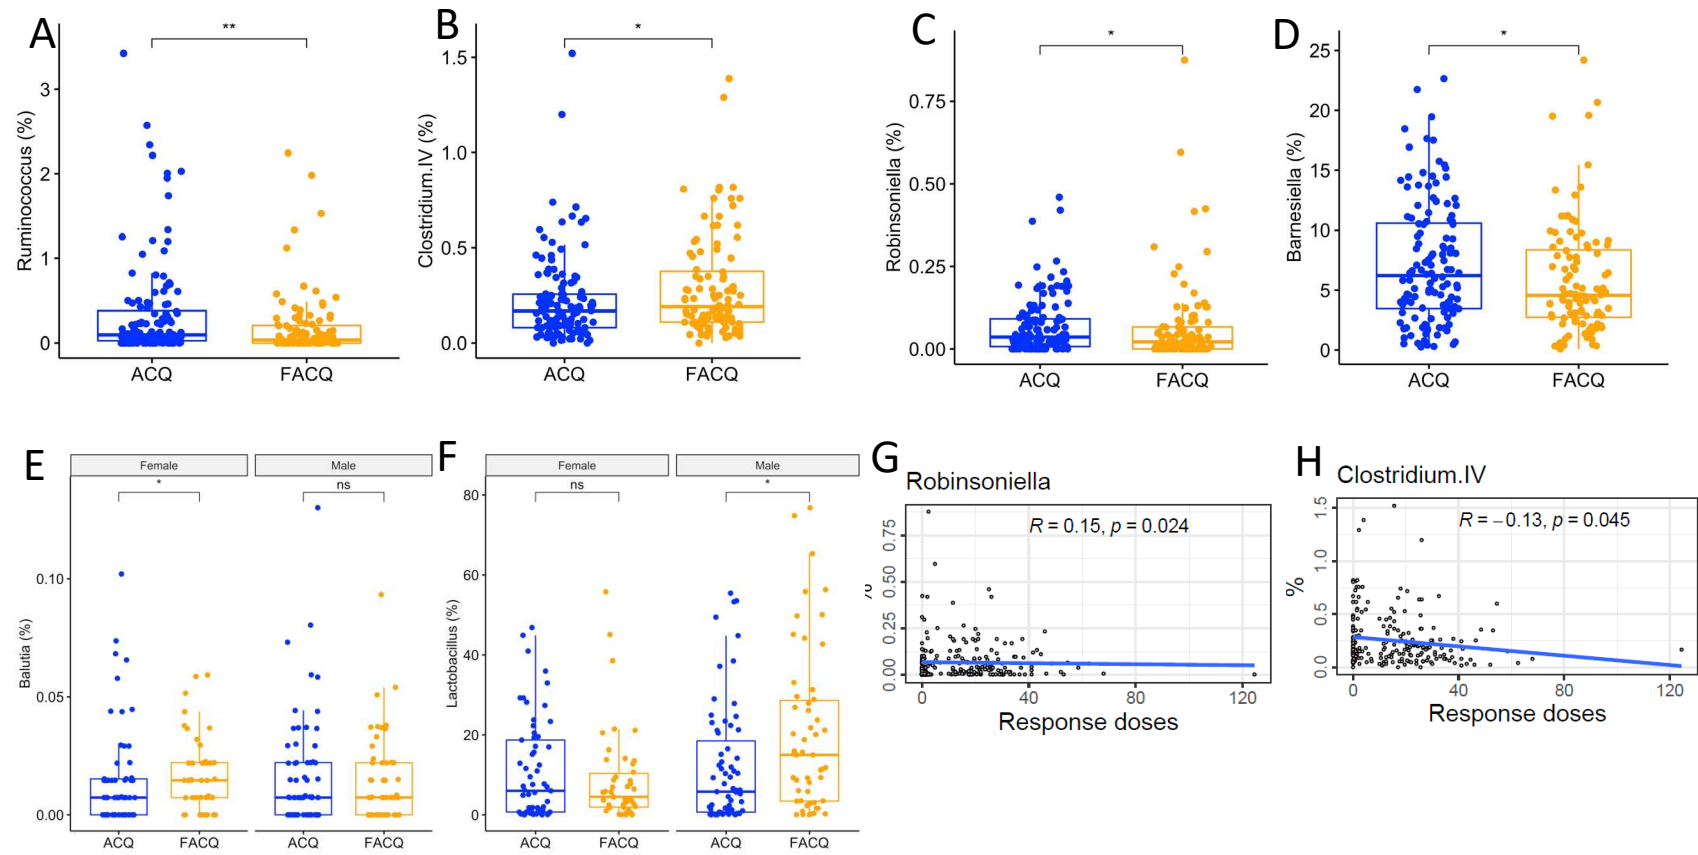 A
**
Ruminococcus (%)
3
2
1
0
ACQ
FACQ
B
*
Clostridium.IV (%)
1.5
1.0
0.5
0.0
ACQ
FACQ
C
*
Robinsoniella (%)
0.75
0.50
0.25
0.00
ACQ
FACQ
D
*
Barnesiella (%)
25
20
15
10
5
0
ACQ
FACQ
E
Female
Male
*
ns
Balutia (%)
0.10
0.05
0.00
ACQ
FACQ
ACQ
FACQ
F
Female
Male
ns
*
Lactobacillus (%)
80
60
40
20
0
ACQ
FACQ
ACQ
FACQ
G
Robinsoniella
R = 0.15, p = 0.024
%
0.75
0.50
0.25
0.00
0
40
80
120
Response doses
H
Clostridium.IV
R = −0.13, p = 0.045
%
1.5
1.0
0.5
0.0
0
40
80
120
Response doses